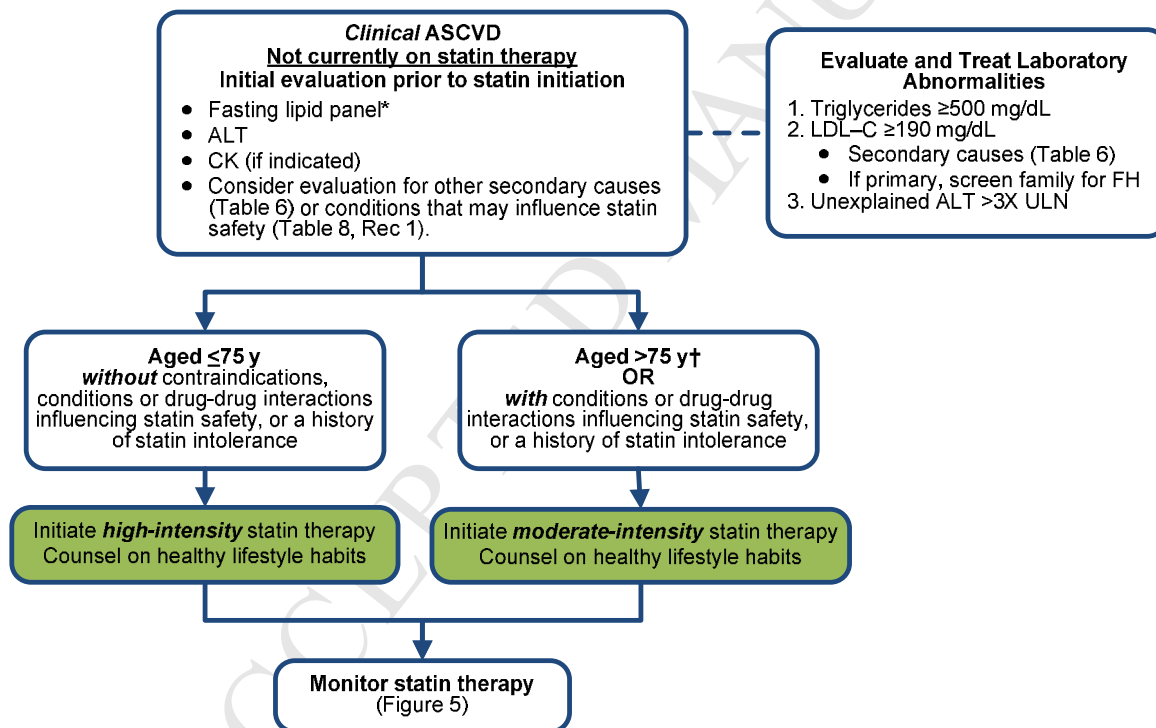 Clinical ASCVD
Not currently on statin therapy
Initial evaluation prior to statin initiation
• Fasting lipid panel*
• ALT
• CK (if indicated)
• Consider evaluation for other secondary causes
(Table 6) or conditions that may influence statin
safety (Table 8, Rec 1).
Evaluate and Treat Laboratory
Abnormalities
1. Triglycerides ≥500 mg/dL
2. LDL–C ≥190 mg/dL
• Secondary causes (Table 6)
• If primary, screen family for FH
3. Unexplained ALT >3X ULN
Aged ≤75 y
without contraindications,
conditions or drug-drug interactions
influencing statin safety, or a history
of statin intolerance
Aged >75 y†
OR
with conditions or drug-drug
interactions influencing statin safety,
or a history of statin intolerance
Initiate high-intensity statin therapy
Counsel on healthy lifestyle habits
Initiate moderate-intensity statin therapy
Counsel on healthy lifestyle habits
Monitor statin therapy
(Figure 5)
CCEPTED MANU